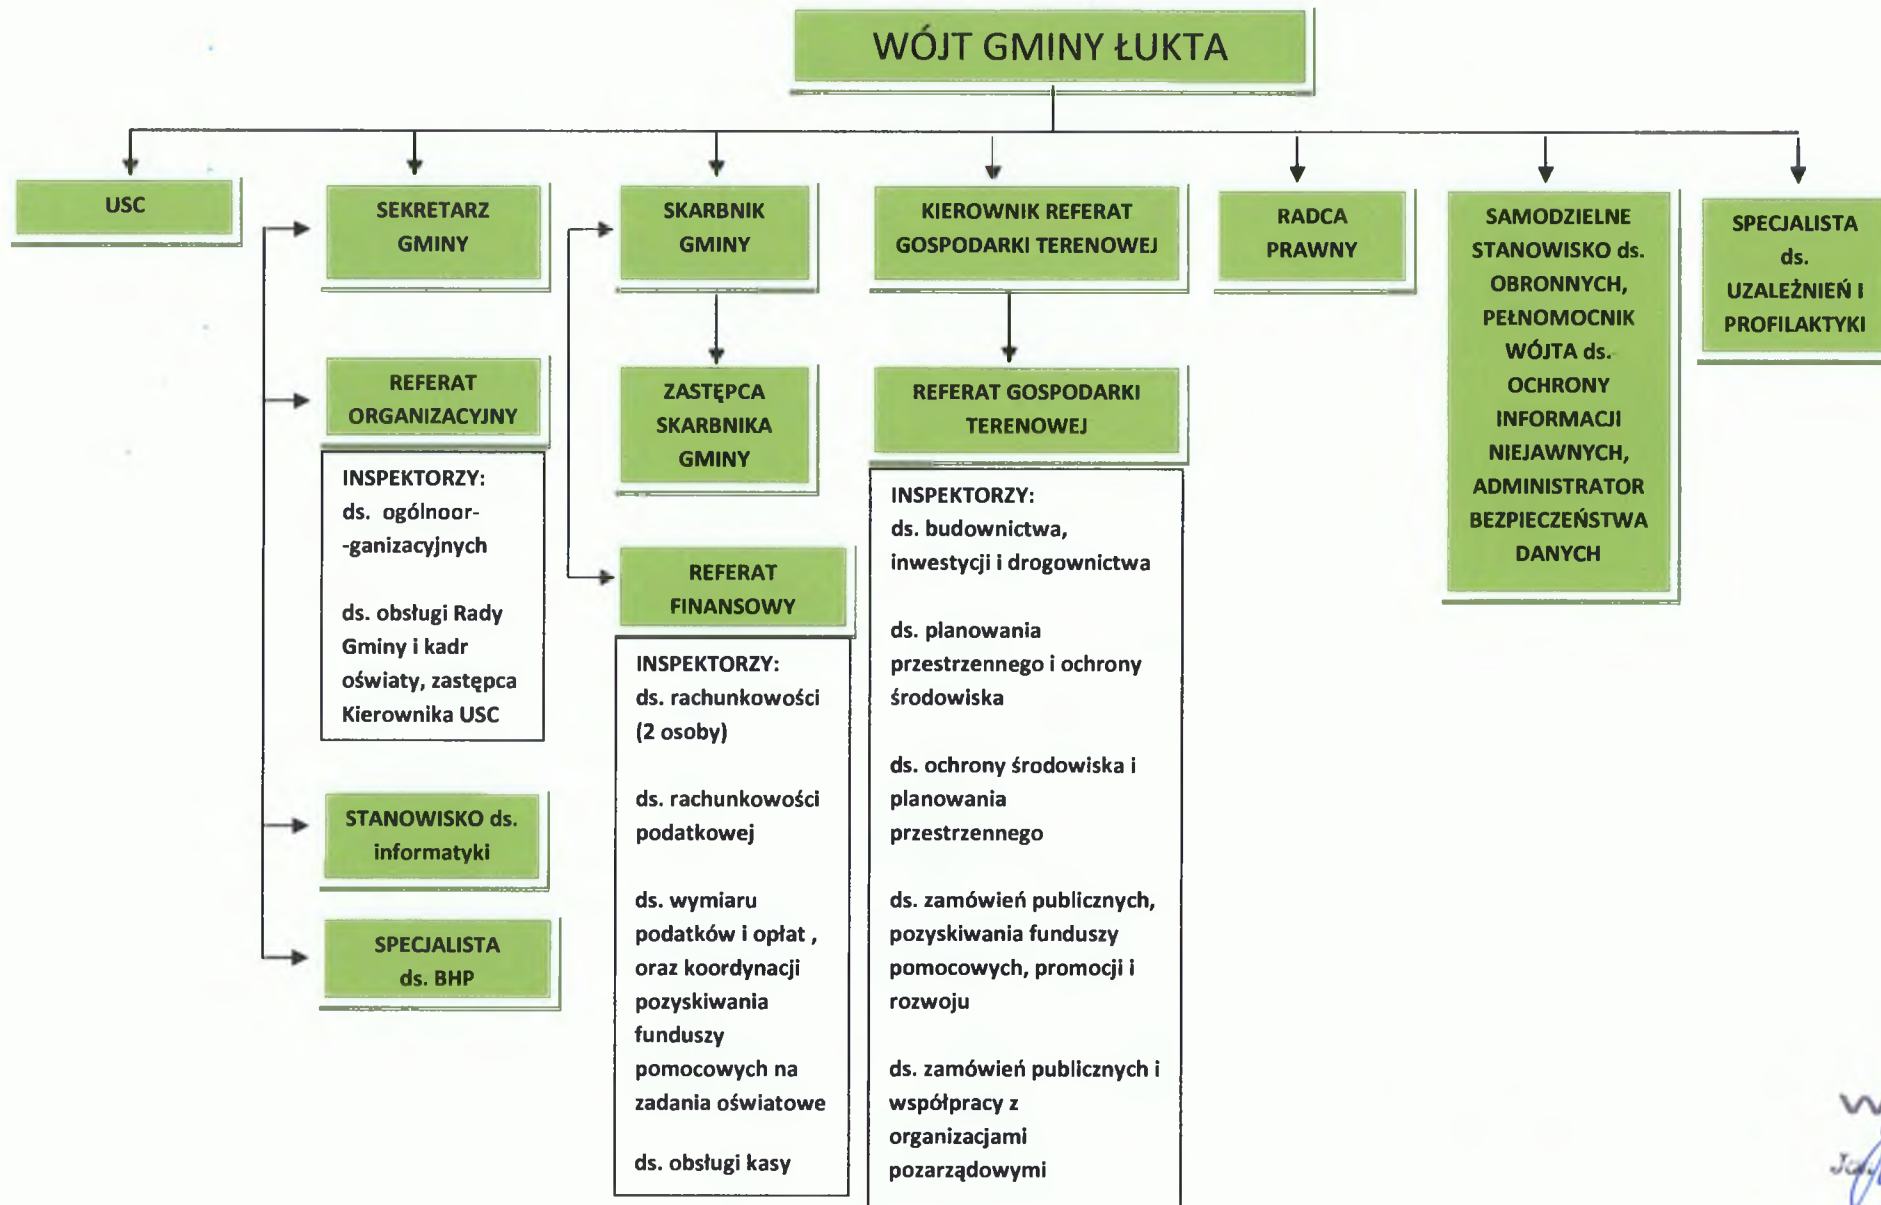 WÓJT GMINY ŁUKTA
USC
SEKRETARZ
GMINY
SKARBNIK
GMINY
KIEROWNIK REFERAT
GOSPODARKI TERENOWEJ
RADCA
PRAWNY
SAMODZIELNE
STANOWISKO ds.
OBRONNYCH,
PEŁNOMOCNIK
WÓJTA ds.
OCHRONY
INFORMACJI
NIEJAWNYCH,
ADMINISTRATOR
BEZPIECZEŃSTWA
DANYCH
SPECJALISTA
ds.
UZALEŻNIEŃ I
PROFILAKTYKI
REFERAT
ORGANIZACYJNY
INSPEKTORZY:
ds. ogólnoor-
-ganizacyjnych
ds. obsługi Rady
Gminy i kadr
oświaty, zastępca
Kierownika USC
STANOWISKO ds.
informatyki
SPECJALISTA
ds. BHP
ZASTĘPCA
SKARBNIKA
GMINY
REFERAT
FINANSOWY
INSPEKTORZY:
ds. rachunkowości
(2 osoby)
ds. rachunkowości
podatkowej
ds. wymiaru
podatków i opłat ,
oraz koordynacji
pozyskiwania
funduszy
pomocowych na
zadania oświatowe
ds. obsługi kasy
REFERAT GOSPODARKI
TERENOWEJ
INSPEKTORZY:
ds. budownictwa,
inwestycji i drogownictwa
ds. planowania
przestrzennego i ochrony
środowiska
ds. ochrony środowiska i
planowania
przestrzennego
ds. zamówień publicznych,
pozyskiwania funduszy
pomocowych, promocji i
rozwoju
ds. zamówień publicznych i
współpracy z
organizacjami
pozarządowymi